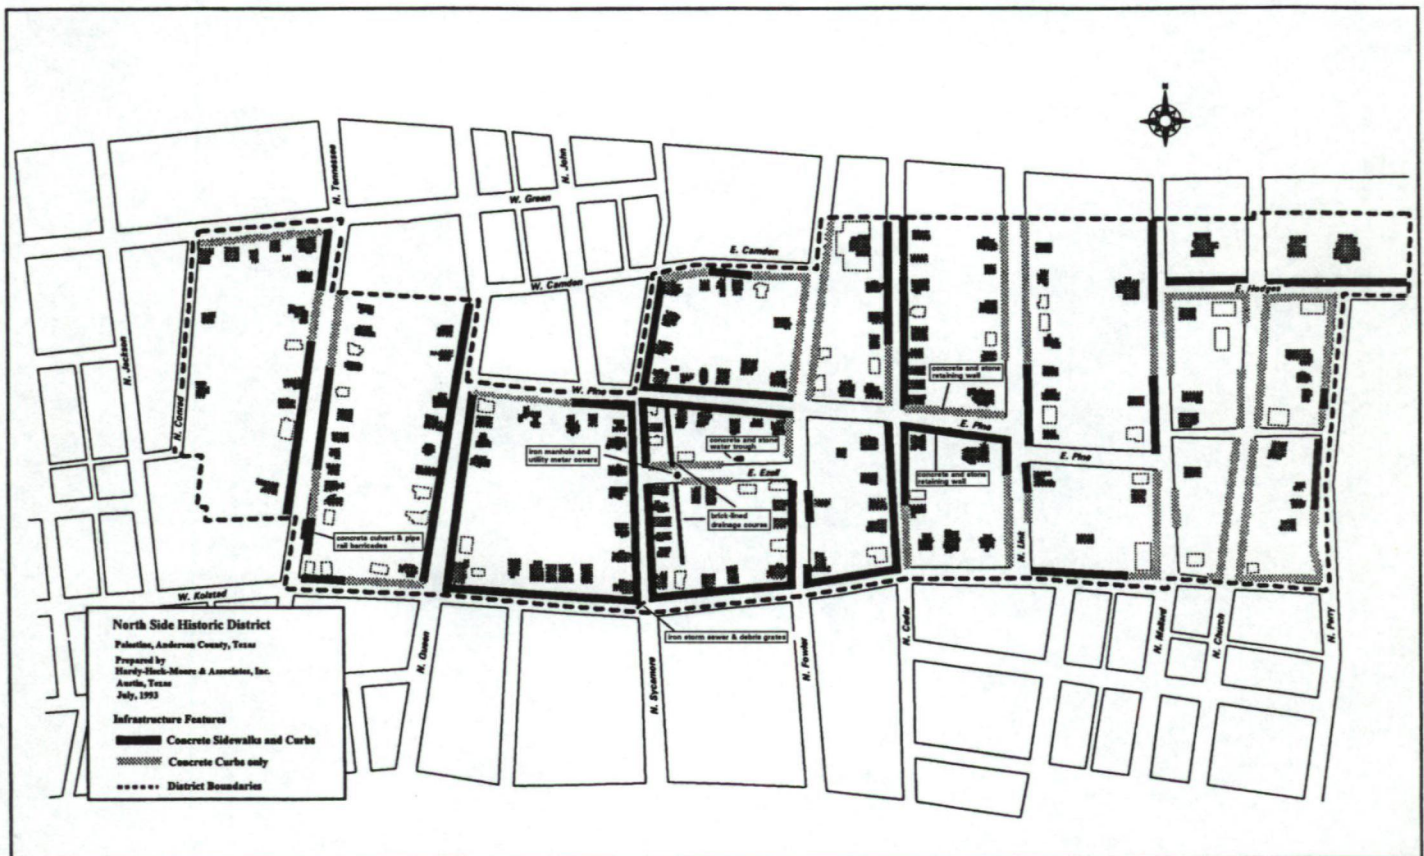 N
N. Tennessee
N. John
W. Green
E. Camden
W. Camden
E. Hodges
N. Jackson
N. Conrad
W. Pine
concrete and stone
retaining wall
E. Pine
concrete and stone
water trough
iron manhole and
utility meter covers
E. Ezell
E. Pine
concrete and stone
retaining wall
brick-lined
drainage course
concrete culvert & pipe
rail barricades
N. Link
W. Kolstad
iron storm sewer & debris grates
N. Queen
N. Sycamore
N. Fowler
N. Cedar
N. Mallard
N. Church
N. Perry
North Side Historic District
Palestine, Anderson County, Texas
Prepared by
Hardy-Heck-Moore & Associates, Inc.
Austin, Texas
July, 1993
Infrastructure Features
Concrete Sidewalks and Curbs
Concrete Curbs only
District Boundaries